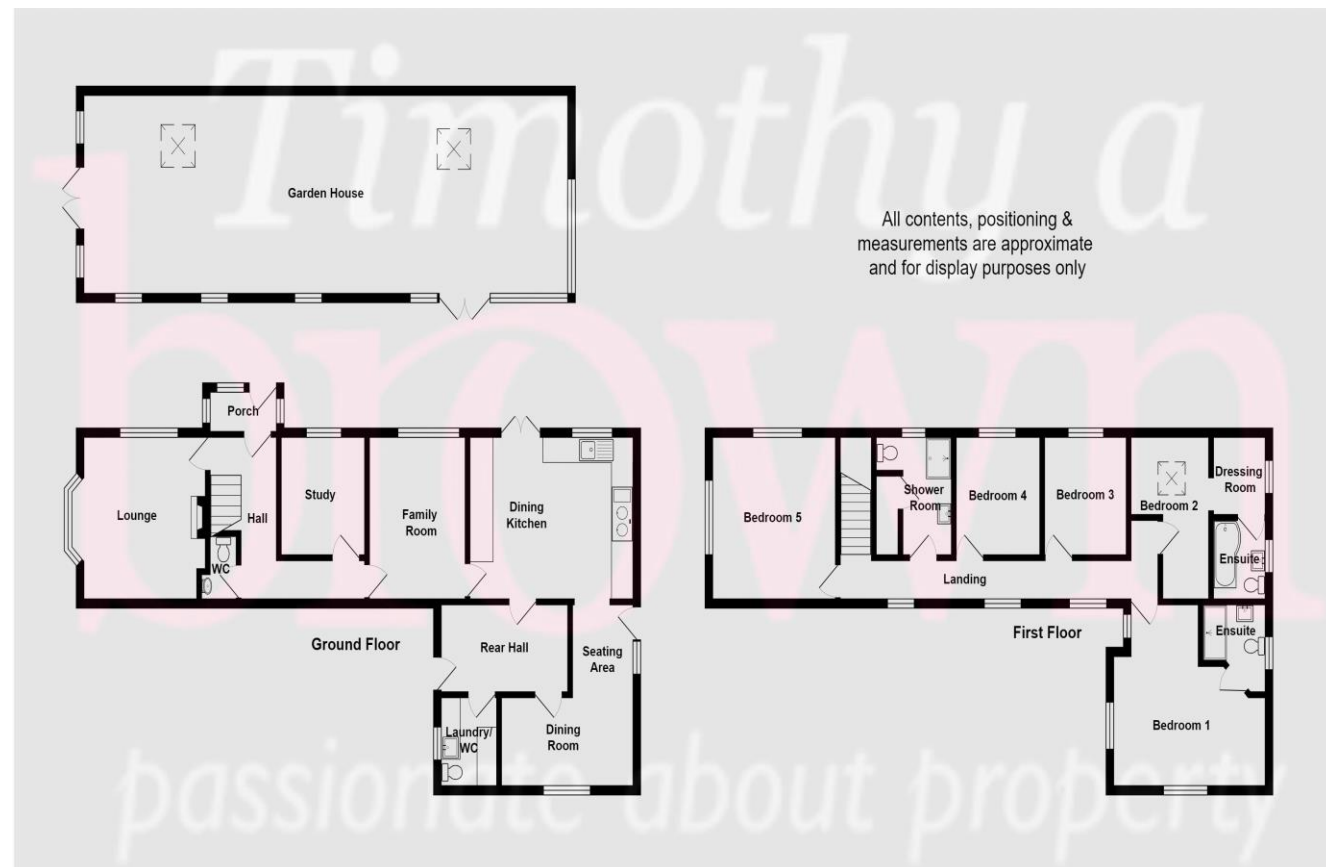 Timothy a
brown
passionate about property
Garden House
All contents, positioning &
measurements are approximate
and for display purposes only
Porch
Lounge
Hall
WC
Study
Family
Room
Dining
Kitchen
Ground Floor
Rear Hall
Seating
Area
Laundry/
WC
Dining
Room
Bedroom 5
Shower
Room
Bedroom 4
Bedroom 3
Bedroom 2
Dressing
Room
Ensuite
Landing
First Floor
Ensuite
Bedroom 1